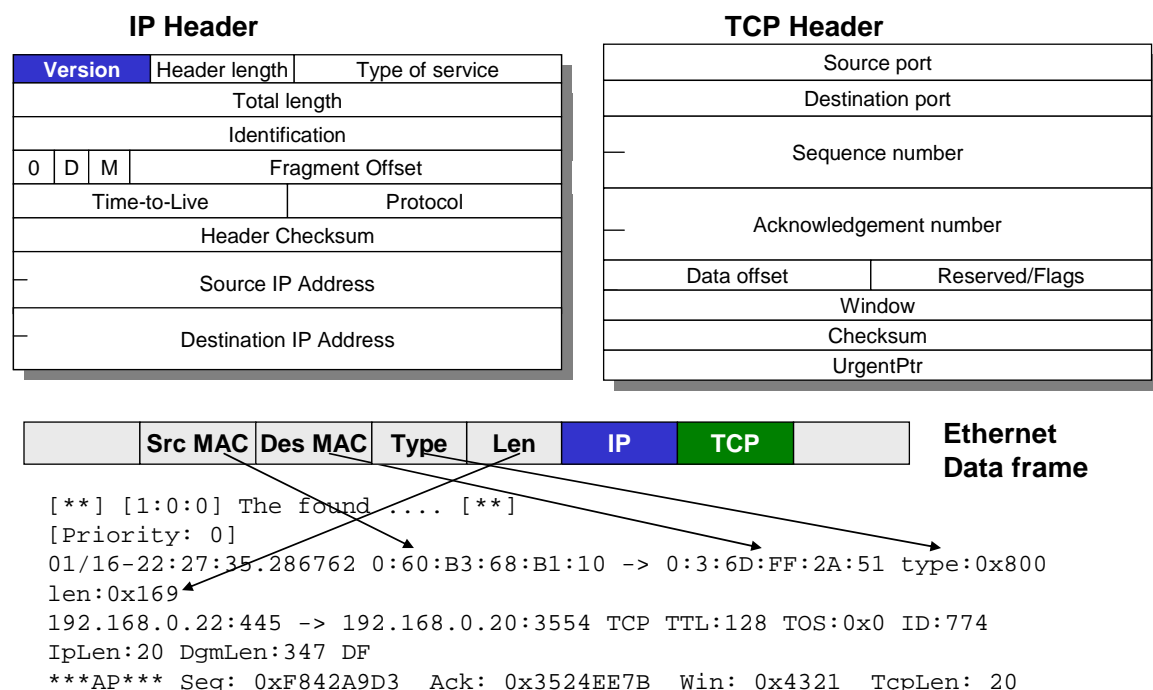 IP Header
Version Header length Type of service
Total length
Identification
0 D M Fragment Offset
Time-to-Live Protocol
Header Checksum
Source IP Address
Destination IP Address
TCP Header
Source port
Destination port
Sequence number
Acknowledgement number
Data offset Reserved/Flags
Window
Checksum
UrgentPtr
Src MAC Des MAC Type Len IP TCP
Ethernet
Data frame
[**] [1:0:0] The found .... [**]
[Priority: 0]
01/16-22:27:35.286762 0:60:B3:68:B1:10 -> 0:3:6D:FF:2A:51 type:0x800
len:0x169
192.168.0.22:445 -> 192.168.0.20:3554 TCP TTL:128 TOS:0x0 ID:774
IpLen:20 DgmLen:347 DF
***AP*** Seq: 0xF842A9D3 Ack: 0x3524EE7B Win: 0x4321 TcpLen: 20